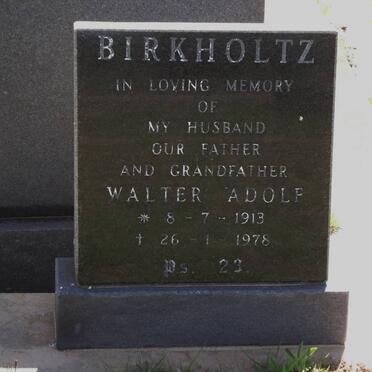 BIRKHOLTZ
IN LOVING MEMORY
OF
MY HUSBAND
OUR FATHER
AND GRANDFATHER
WALTER ADOLF
* 8-7-1913
† 26-1-1978
Ps. 23.